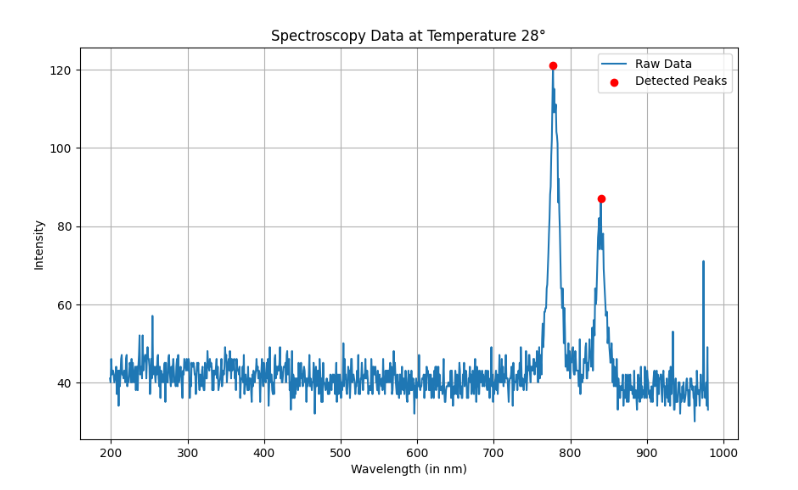 Spectroscopy Data at Temperature 28°
Raw Data
Detected Peaks
120
100
80
60
40
Intensity
200 300 400 500 600 700 800 900 1000
Wavelength (in nm)